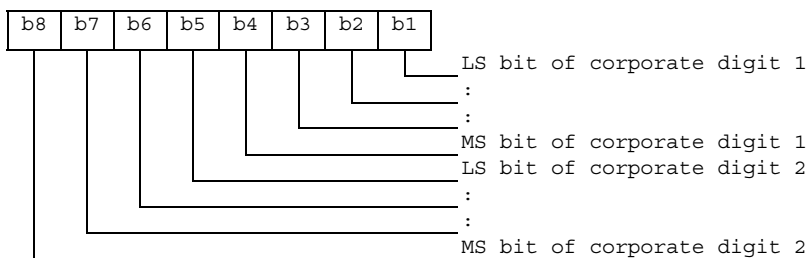 b8 b7 b6 b5 b4 b3 b2 b1
LS bit of corporate digit 1
:
:
MS bit of corporate digit 1
LS bit of corporate digit 2
:
:
MS bit of corporate digit 2